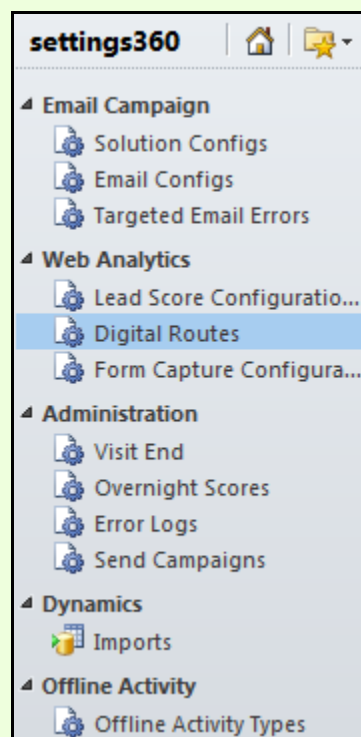 settings360
Email Campaign
Solution Configs
Email Configs
Targeted Email Errors
Web Analytics
Lead Score Configuratio...
Digital Routes
Form Capture Configura...
Administration
Visit End
Overnight Scores
Error Logs
Send Campaigns
Dynamics
Imports
Offline Activity
Offline Activity Types